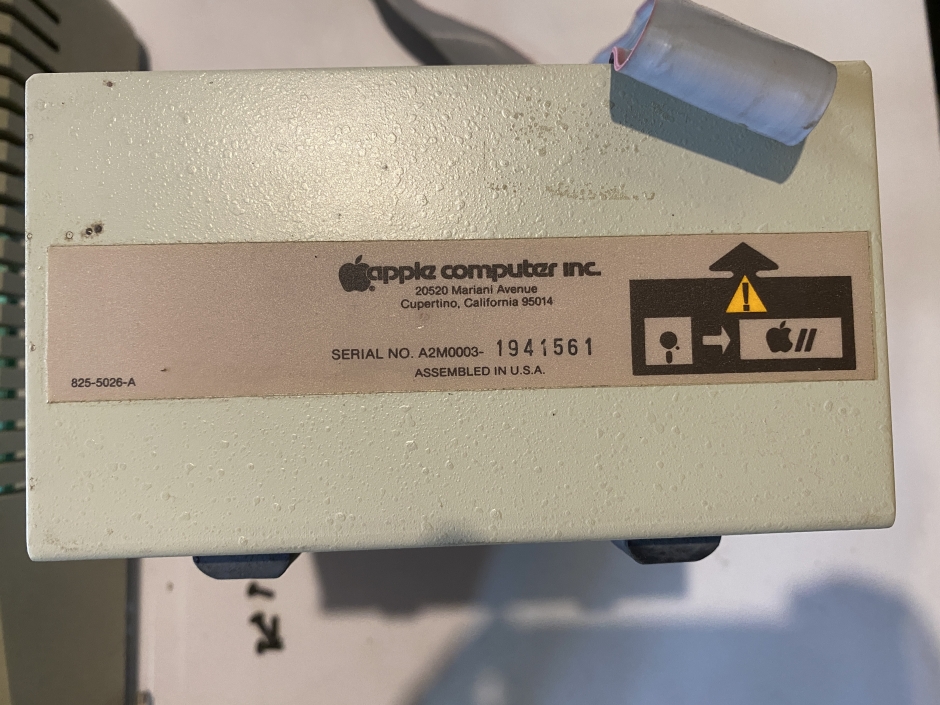 apple computer inc.
20520 Mariani Avenue
Cupertino, California 95014
SERIAL NO. A2M0003- 1941561
ASSEMBLED IN U.S.A.
825-5026-A
!
//